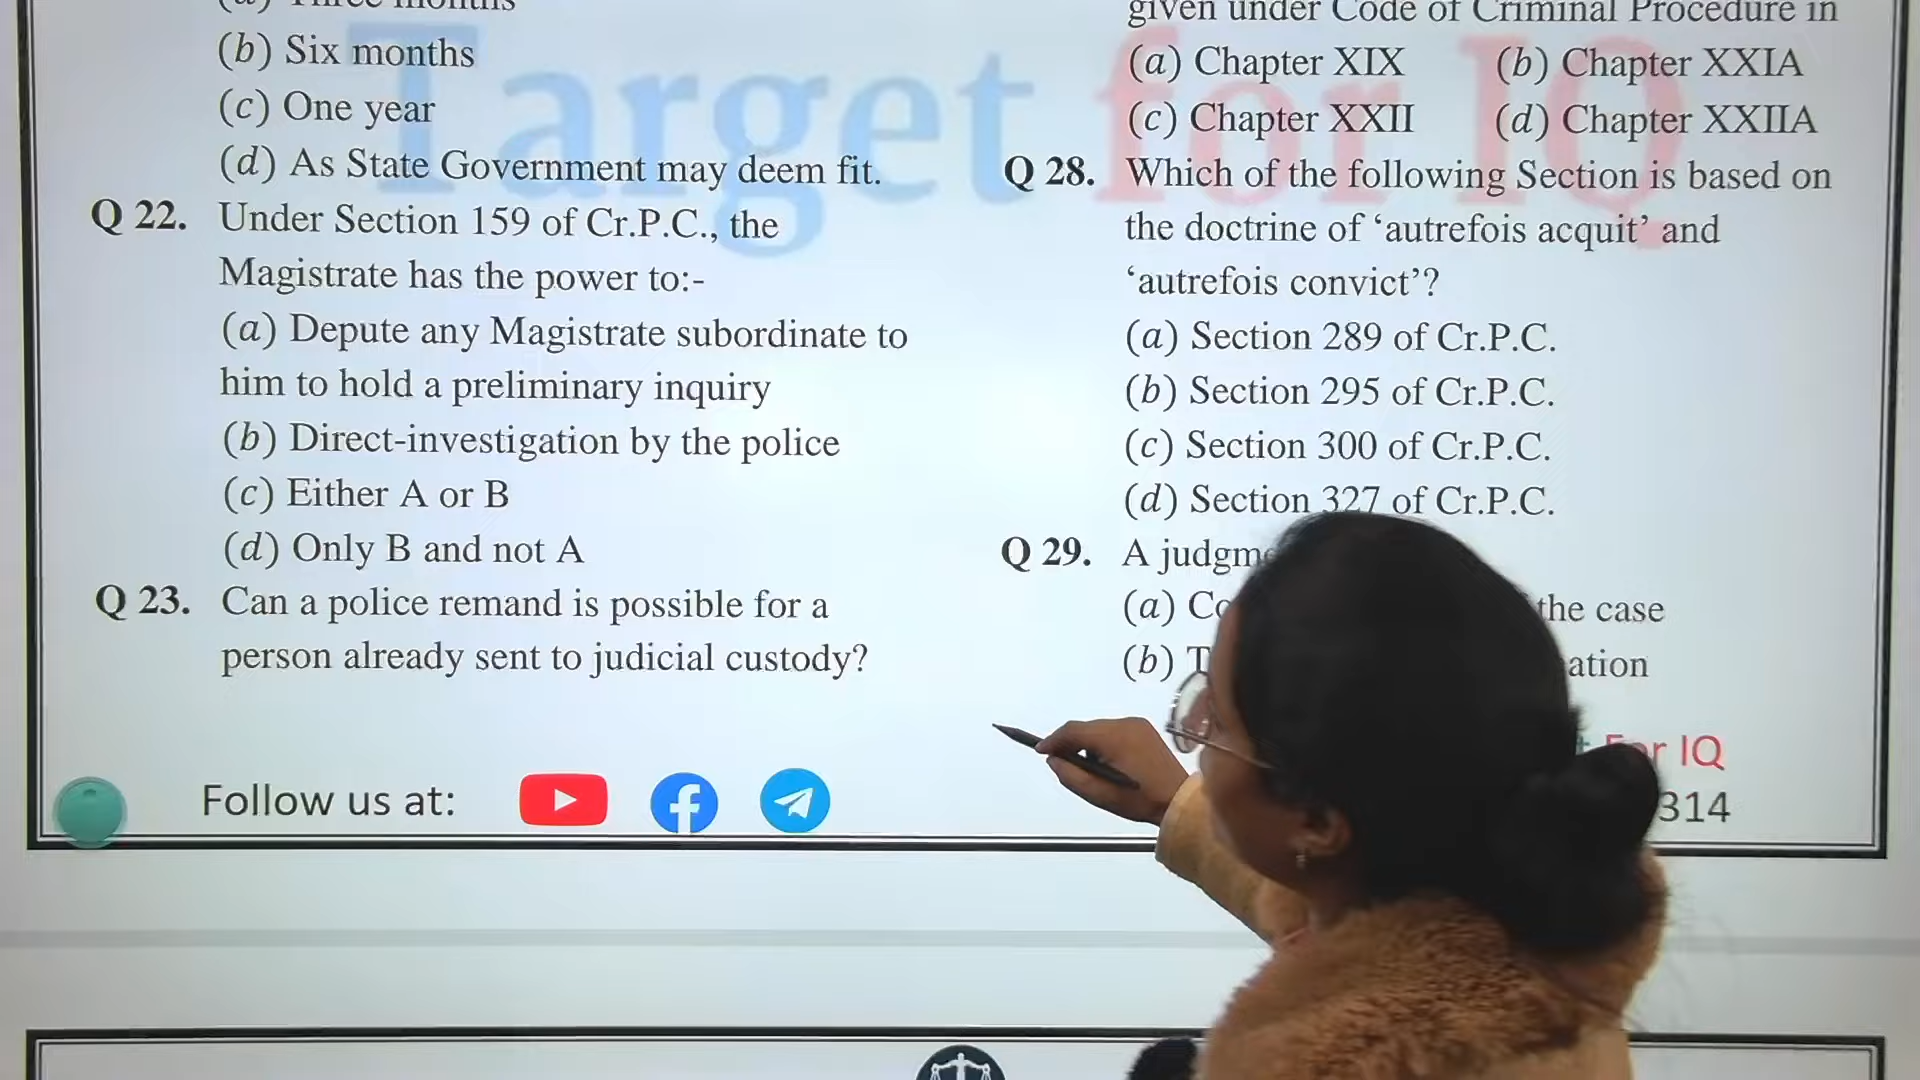 (b) Six months
(c) One year
(d) As State Government may deem fit.
Q 22. Under Section 159 of Cr.P.C., the
Magistrate has the power to:-
(a) Depute any Magistrate subordinate to
him to hold a preliminary inquiry
(b) Direct-investigation by the police
(c) Either A or B
(d) Only B and not A
Q 23. Can a police remand is possible for a
person already sent to judicial custody?
given under Code of Criminal Procedure in
(a) Chapter XIX (b) Chapter XXIA
(c) Chapter XXII (d) Chapter XXIIA
Q 28. Which of the following Section is based on
the doctrine of ‘autrefois acquit’ and
‘autrefois convict’?
(a) Section 289 of Cr.P.C.
(b) Section 295 of Cr.P.C.
(c) Section 300 of Cr.P.C.
(d) Section 327 of Cr.P.C.
Q 29. A
(a) the case
(b)
Target for IQ
Follow us at:
For IQ
314